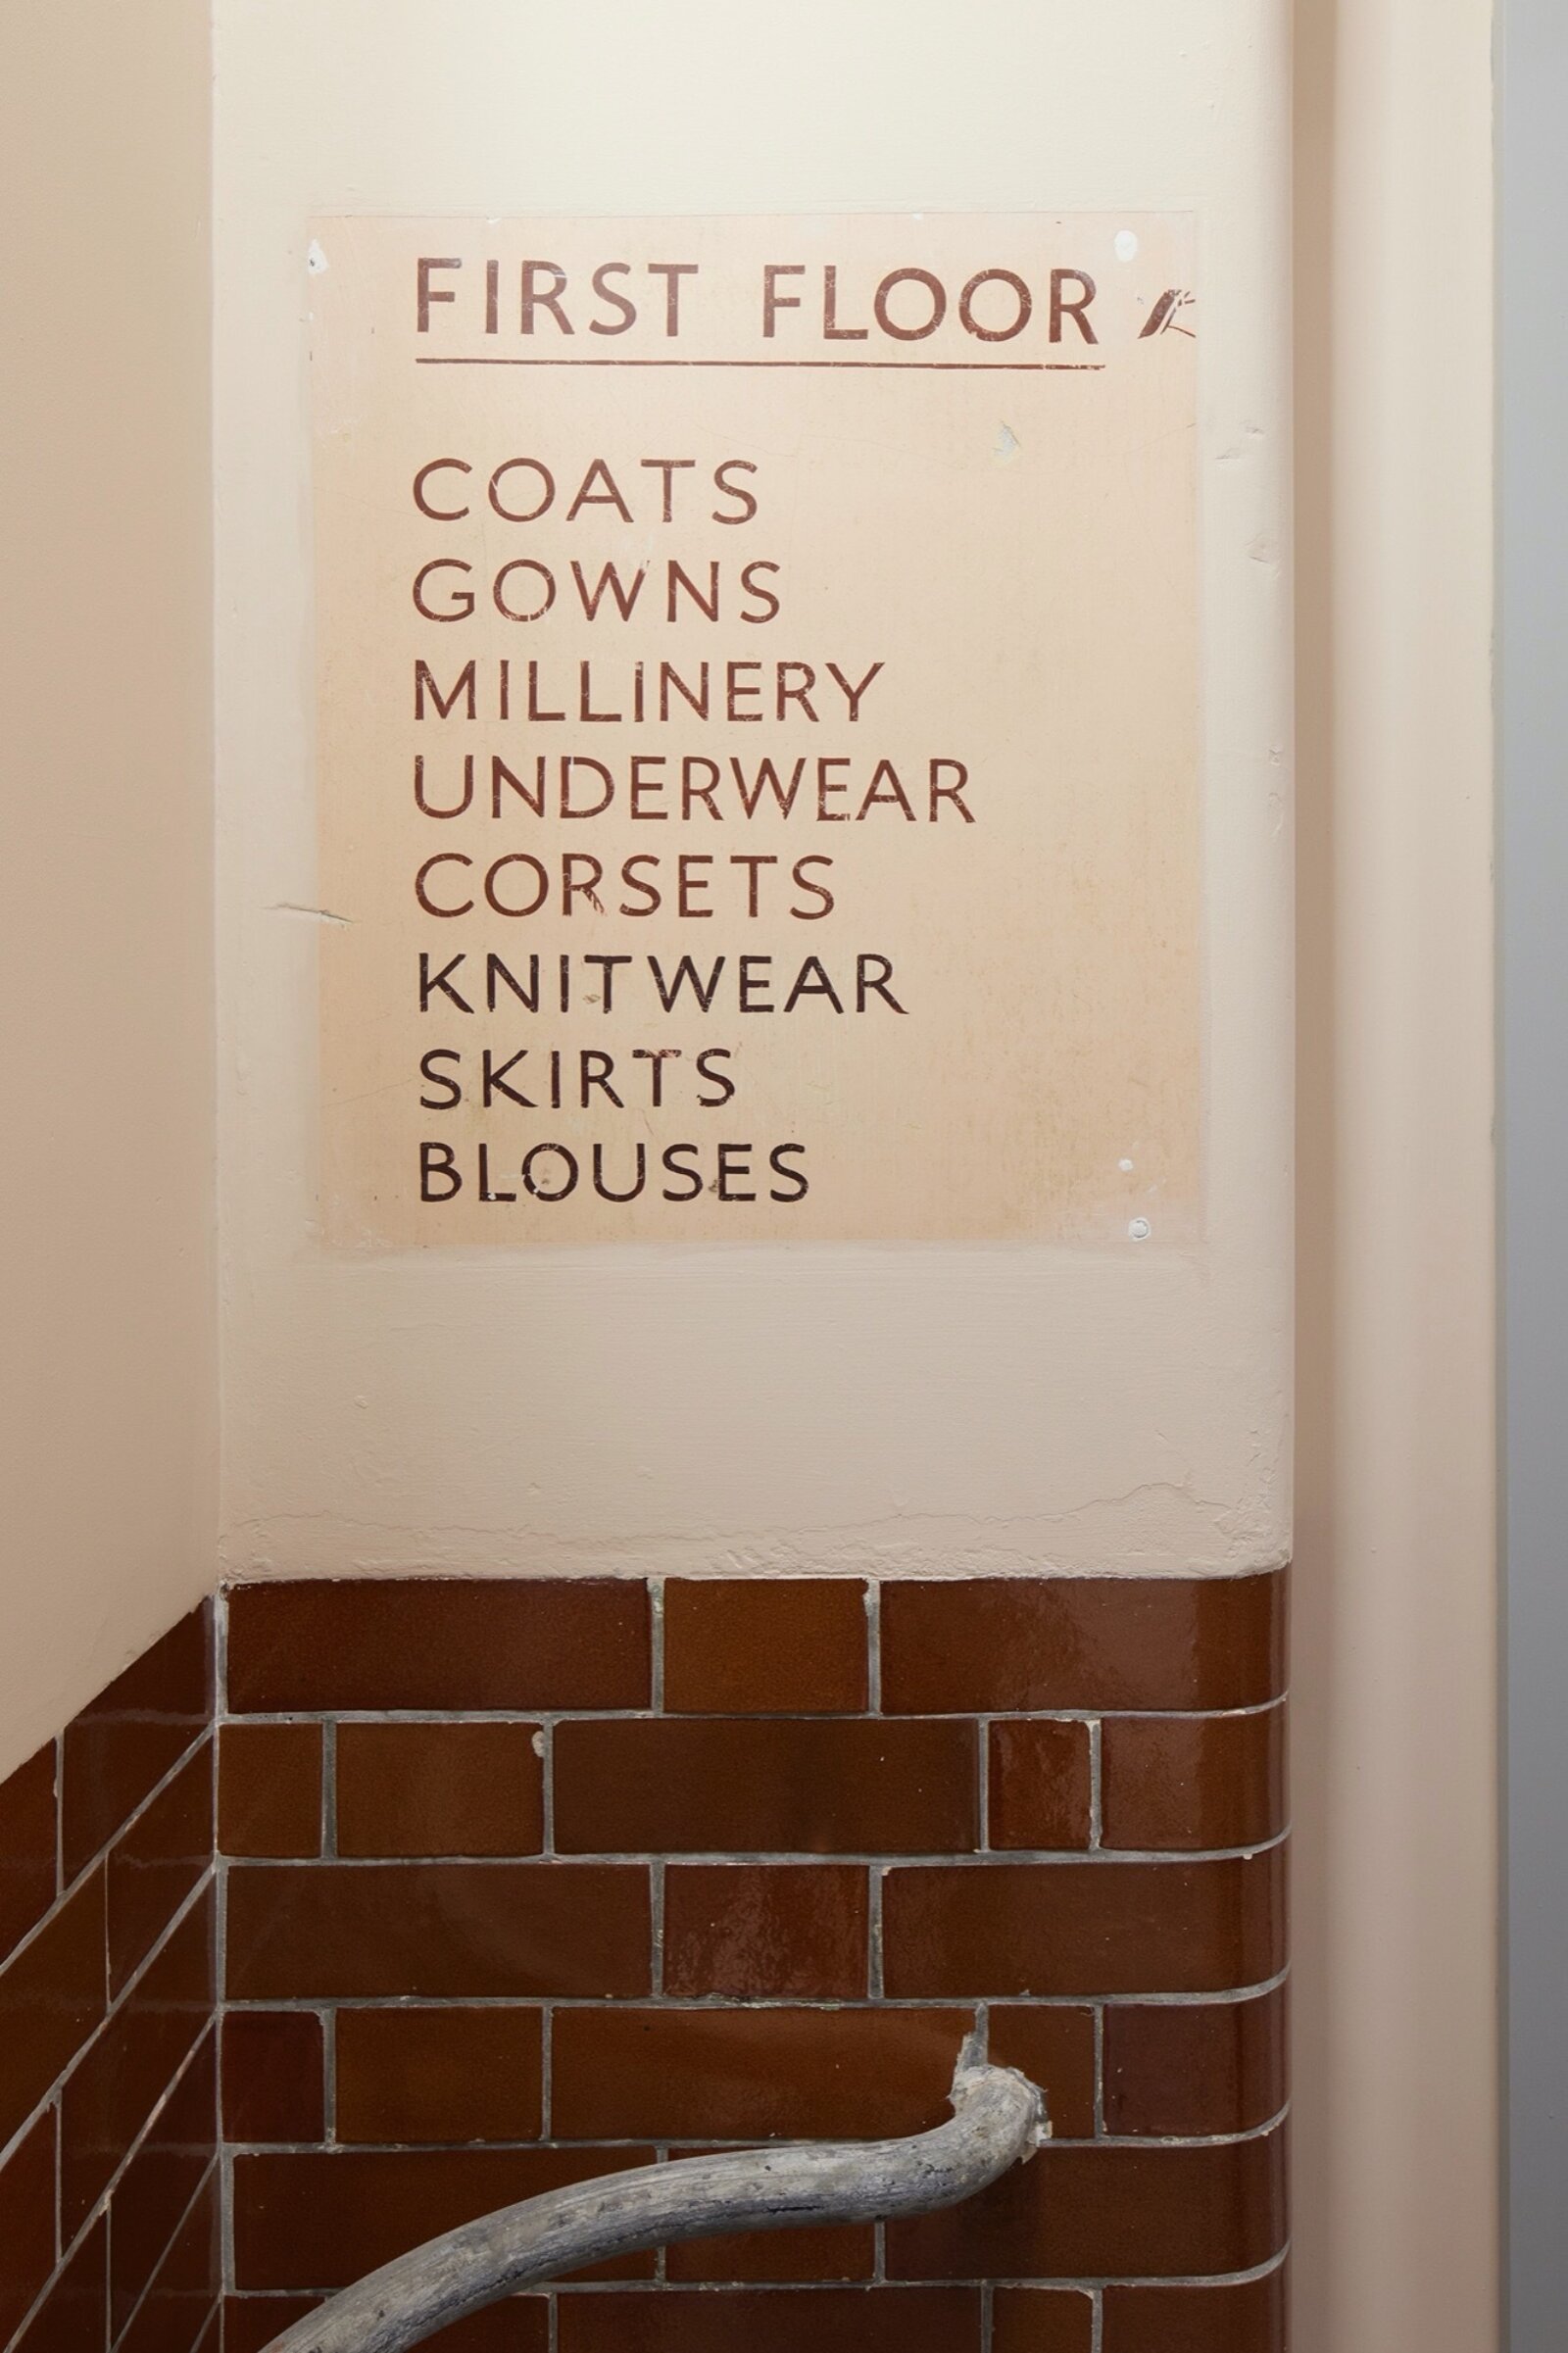 FIRST FLOOR
COATS
GOWNS
MILLINERY
UNDERWEAR
CORSETS
KNITWEAR
SKIRTS
BLOUSES